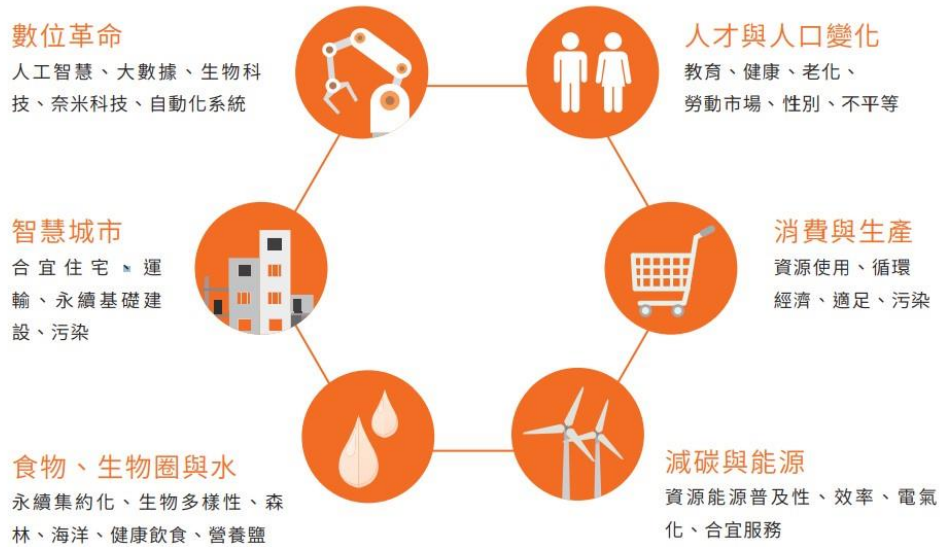 數位革命
人工智慧、大數據、生物科
技、奈米科技、自動化系統
人才與人口變化
教育、健康、老化、
勞動市場、性別、不平等
智慧城市
合宜住宅、運
輸、永續基礎建
設、污染
消費與生產
資源使用、循環
經濟、適足、污染
食物、生物圈與水
永續集約化、生物多樣性、森
林、海洋、健康飲食、營養鹽
減碳與能源
資源能源普及性、效率、電氣
化、合宜服務